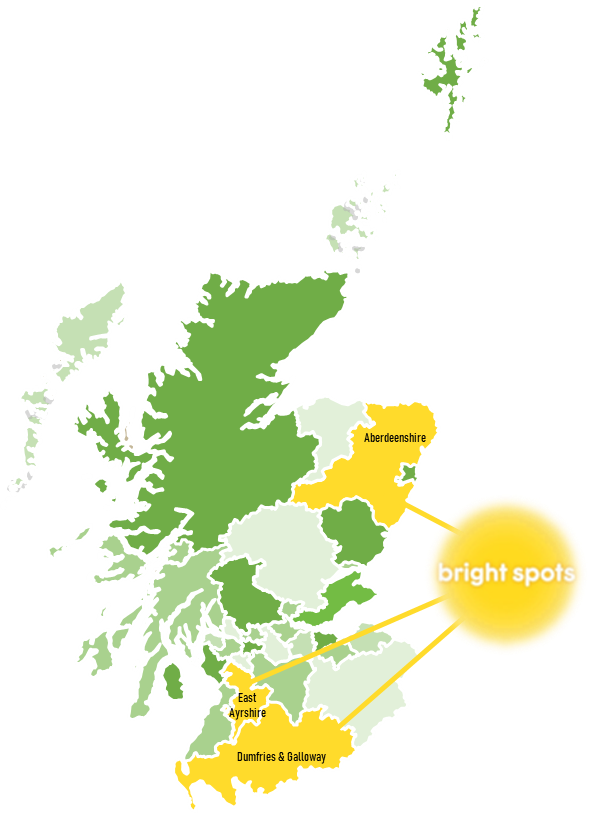 Aberdeenshire
bright spots
East
Ayrshire
Dumfries & Galloway